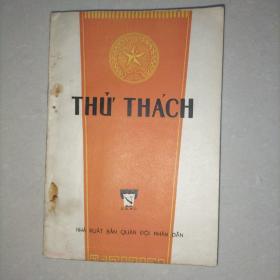 THỬ THÁCH
NHÀ XUẤT BẢN QUÂN ĐỘI NHÂN DÂN